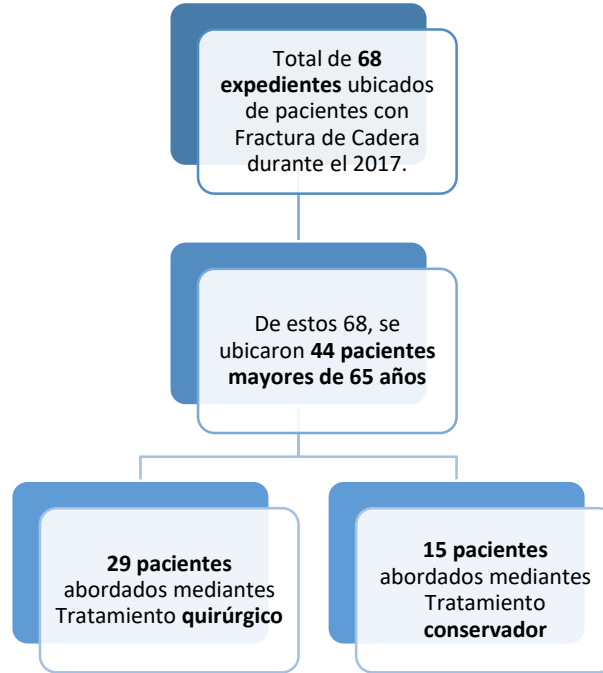 Total de 68
expedientes ubicados
de pacientes con
Fractura de Cadera
durante el 2017.
De estos 68, se
ubicaron 44 pacientes
mayores de 65 años
29 pacientes
abordados mediantes
Tratamiento quirúrgico
15 pacientes
abordados mediantes
Tratamiento
conservador